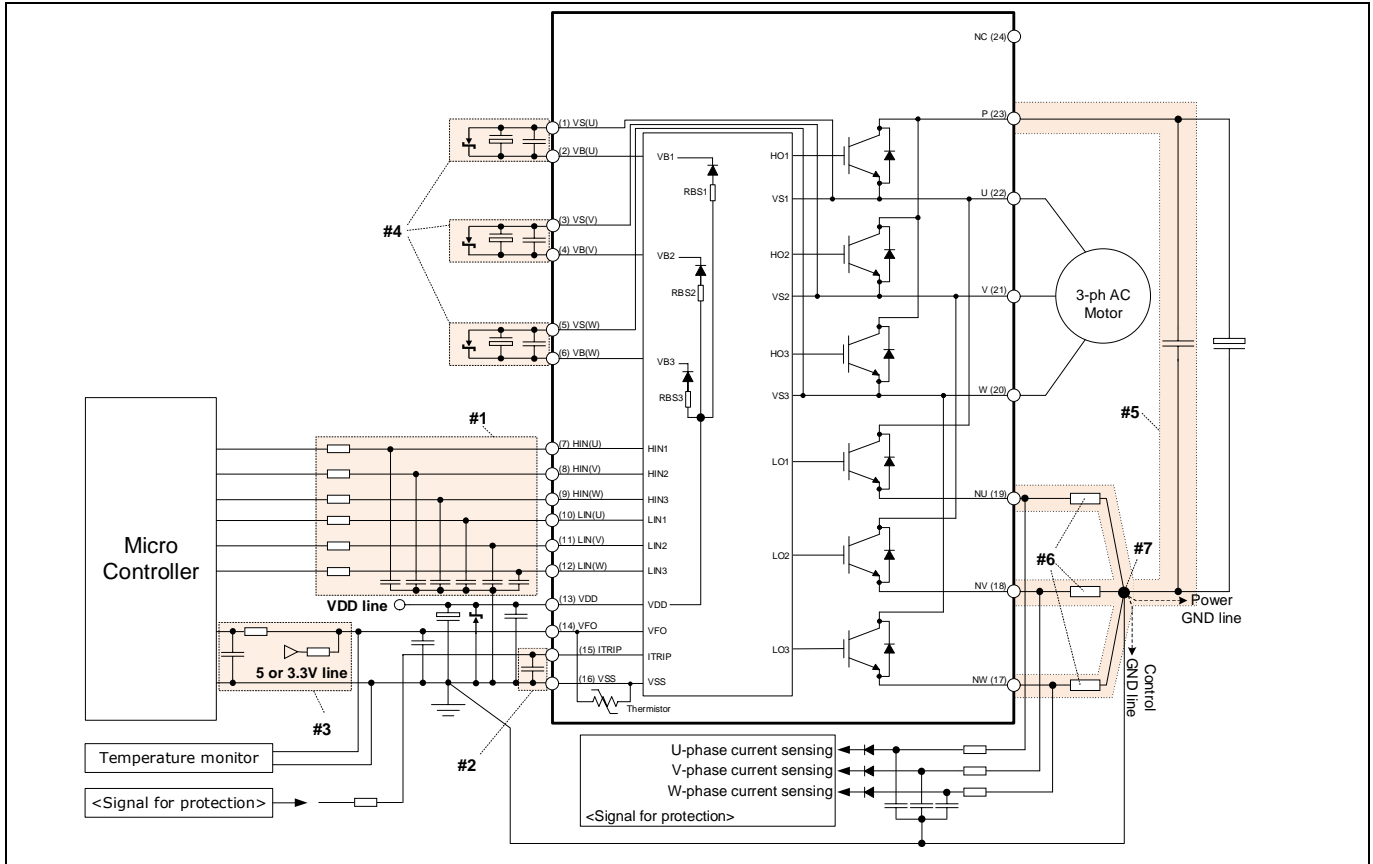 NC (24)
P (23)
#4
(1) VS(U)
(2) VB(U)
(3) VS(V)
(4) VB(V)
(5) VS(W)
(6) VB(W)
VB1
RBS1
VB2
RBS2
VB3
RBS3
HO1
VS1
HO2
VS2
HO3
VS3
LO1
LO2
LO3
U (22)
V (21)
W (20)
3-ph AC
Motor
#5
NU (19)
NV (18)
NW (17)
#6
#7
Power
GND line
Control
GND line
#1
Micro
Controller
(7) HIN(U)
(8) HIN(V)
(9) HIN(W)
(10) LIN(U)
(11) LIN(V)
(12) LIN(W)
(13) VDD
(14) VFO
(15) ITRIP
(16) VSS
HIN1
HIN2
HIN3
LIN1
LIN2
LIN3
VDD
VFO
ITRIP
VSS
Thermistor
VDD line
5 or 3.3V line
#3
#2
Temperature monitor
<Signal for protection>
U-phase current sensing
V-phase current sensing
W-phase current sensing
<Signal for protection>